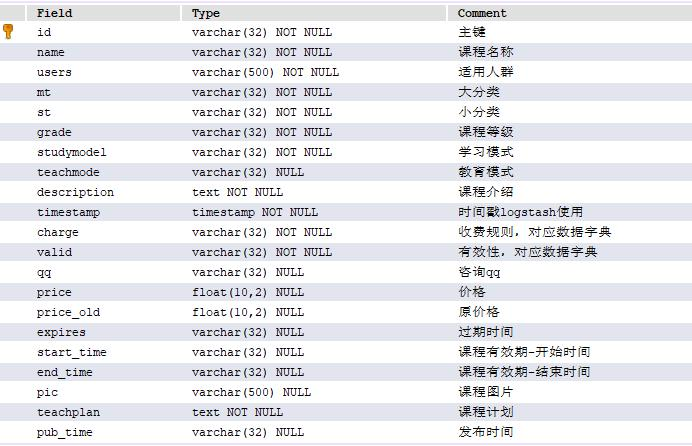 Field Type Comment
id varchar(32) NOT NULL 主键
name varchar(32) NOT NULL 课程名称
users varchar(500) NOT NULL 适用人群
mt varchar(32) NOT NULL 大分类
st varchar(32) NOT NULL 小分类
grade varchar(32) NOT NULL 课程等级
studymodel varchar(32) NOT NULL 学习模式
teachmode varchar(32) NULL 教育模式
description text NOT NULL 课程介绍
timestamp timestamp NOT NULL 时间戳logstash使用
charge varchar(32) NOT NULL 收费规则，对应数据字典
valid varchar(32) NOT NULL 有效性，对应数据字典
qq varchar(32) NULL 咨询qq
price float(10,2) NULL 价格
price_old float(10,2) NULL 原价格
expires varchar(32) NULL 过期时间
start_time varchar(32) NULL 课程有效期-开始时间
end_time varchar(32) NULL 课程有效期-结束时间
pic varchar(500) NULL 课程图片
teachplan text NOT NULL 课程计划
pub_time varchar(32) NULL 发布时间